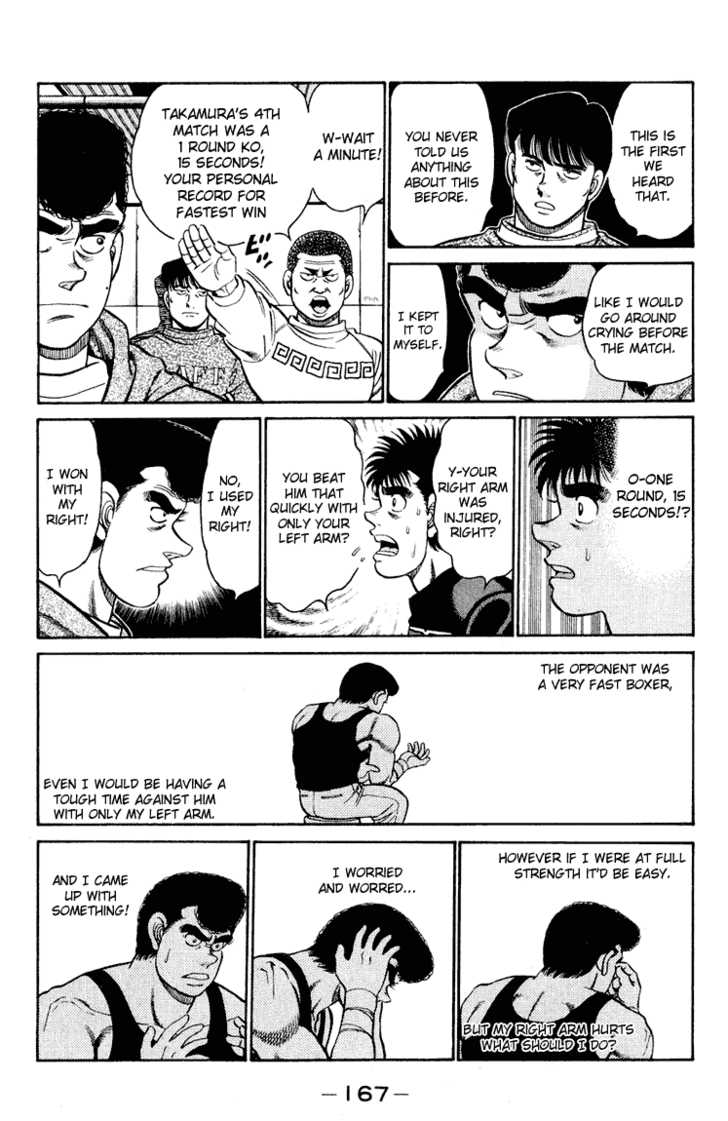 THIS IS
THE FIRST
WE
HEARD
THAT.
YOU NEVER
TOLD US
ANYTHING
ABOUT THIS
BEFORE.
W-WAIT
A MINUTE!
TAKAMURA'S 4TH
MATCH WAS A
1 ROUND KO,
15 SECONDS!
YOUR PERSONAL
RECORD FOR
FASTEST WIN
ビッ
LIKE I WOULD
GO AROUND
CRYING BEFORE
THE MATCH.
I KEPT
IT TO
MYSELF.
O-ONE
ROUND, 15
SECONDS!?
Y-YOUR
RIGHT ARM
WAS
INJURED,
RIGHT?
YOU BEAT
HIM THAT
QUICKLY WITH
ONLY YOUR
LEFT ARM?
NO,
I USED
MY
RIGHT!
I WON
WITH
MY
RIGHT!
THE OPPONENT WAS
A VERY FAST BOXER,
EVEN I WOULD BE HAVING A
TOUGH TIME AGAINST HIM
WITH ONLY MY LEFT ARM.
HOWEVER IF I WERE AT FULL
STRENGTH IT'D BE EASY.
BUT MY RIGHT ARM HURTS
WHAT SHOULD I DO?
I WORRIED
AND WORRED...
AND I CAME
UP WITH
SOMETHING!
—167—